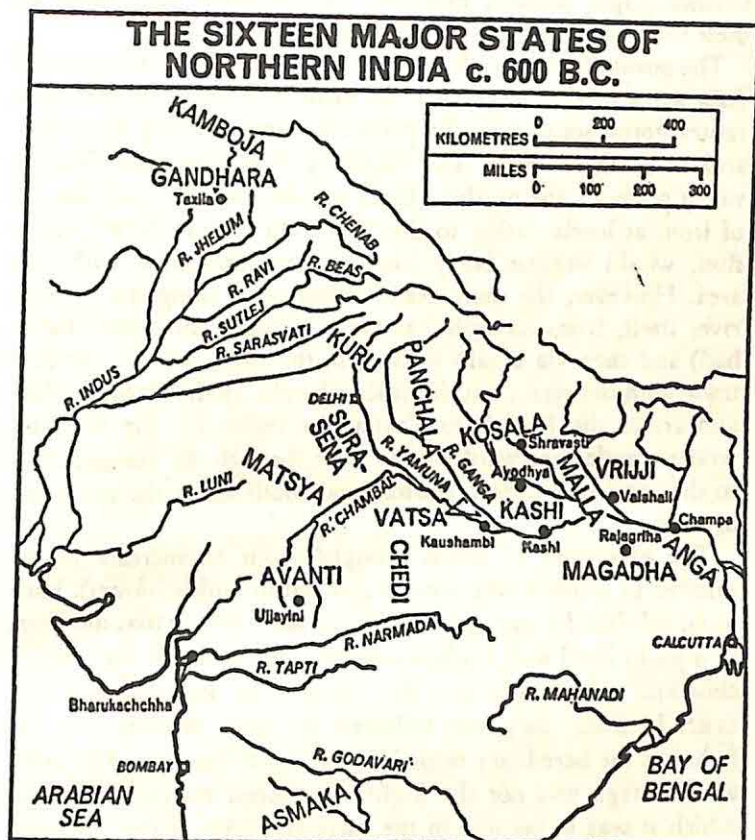 THE SIXTEEN MAJOR STATES OF
NORTHERN INDIA c. 600 B.C.
KILOMETRES 0 200 400
MILES 0 100 200 300
KAMBOJA
GANDHARA
Taxila
R. JHELUM
R. CHENAB
R. RAVI
R. BEAS
R. SUTLEJ
R. SARASVATI
R. INDUS
KURU
PANCHALA
DELHI
SURA-
SENA
KOSALA
Shravasti
R. YAMUNA
R. GANGA
Ayodhya
MALLA
VRIJJI
Vaishali
MATSYA
R. LUNI
R. CHAMBAL
VATSA
Kaushambi
KASHI
Kashi
Rajagriha
Champa
ANGA
MAGADHA
CHEDI
AVANTI
Ujjayini
CALCUTTA
R. NARMADA
R. TAPTI
Bharukachchha
R. MAHANADI
BOMBAY
R. GODAVARI
BAY OF
BENGAL
ARABIAN
SEA
ASMAKA